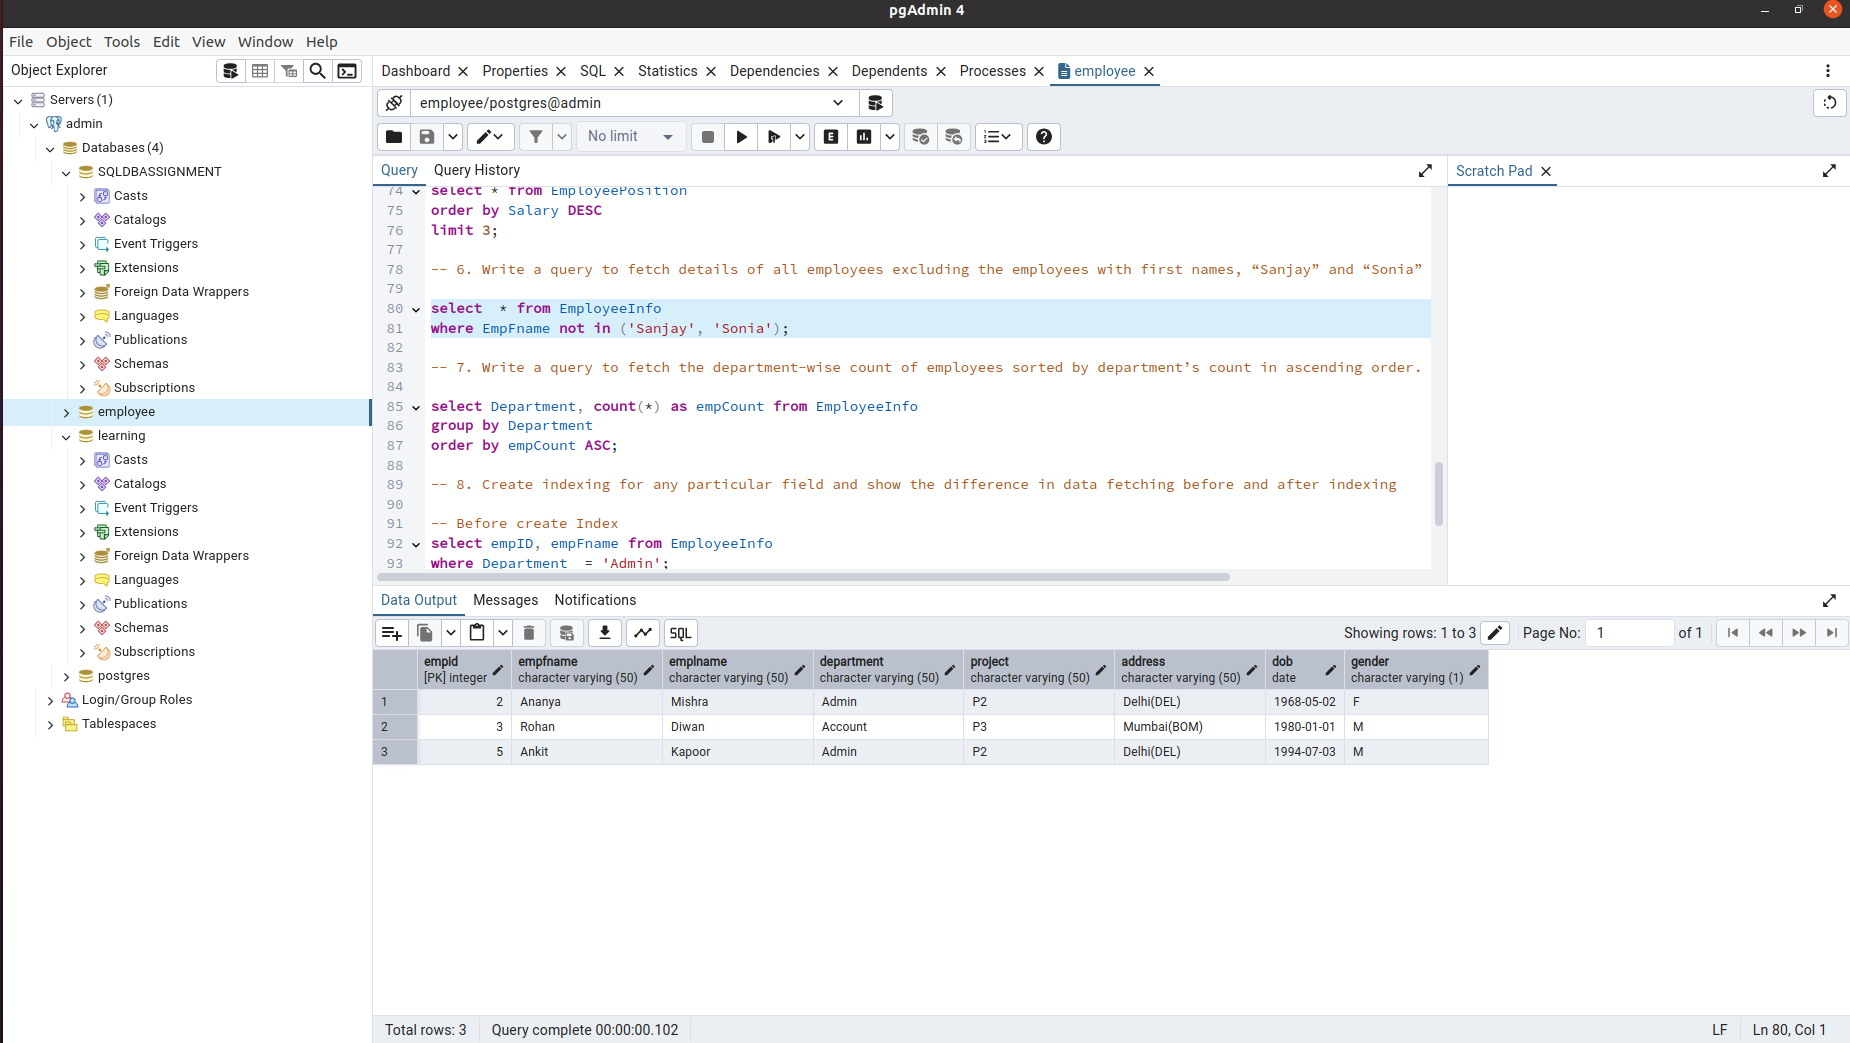 pgAdmin 4
File Object Tools Edit View Window Help
Object Explorer
Servers (1)
admin
Databases (4)
SQLDBASSIGNMENT
Casts
Catalogs
Event Triggers
Extensions
Foreign Data Wrappers
Languages
Publications
Schemas
Subscriptions
employee
learning
Casts
Catalogs
Event Triggers
Extensions
Foreign Data Wrappers
Languages
Publications
Schemas
Subscriptions
postgres
Login/Group Roles
Tablespaces
Dashboard Properties SQL Statistics Dependencies Dependents Processes employee
employee/postgres@admin
No limit E
Query Query History
74 select * from EmployeePosition
75 order by Salary DESC
76 limit 3;
77
78 -- 6. Write a query to fetch details of all employees excluding the employees with first names, “Sanjay” and “Sonia”
79
80 select  * from EmployeeInfo
81 where EmpFname not in ('Sanjay', 'Sonia');
82
83 -- 7. Write a query to fetch the department-wise count of employees sorted by department’s count in ascending order.
84
85 select Department, count(*) as empCount from EmployeeInfo
86 group by Department
87 order by empCount ASC;
88
89 -- 8. Create indexing for any particular field and show the difference in data fetching before and after indexing
90
91 -- Before create Index
92 select empID, empFname from EmployeeInfo
93 where Department  = 'Admin';
Scratch Pad
Data Output Messages Notifications
SQL Showing rows: 1 to 3 Page No: 1 of 1
empid empfname emplname department project address dob gender
[PK] integer character varying (50) character varying (50) character varying (50) character varying (50) character varying (50) date character varying (1)
1 2 Ananya Mishra Admin P2 Delhi(DEL) 1968-05-02 F
2 3 Rohan Diwan Account P3 Mumbai(BOM) 1980-01-01 M
3 5 Ankit Kapoor Admin P2 Delhi(DEL) 1994-07-03 M
Total rows: 3 Query complete 00:00:00.102 LF Ln 80, Col 1